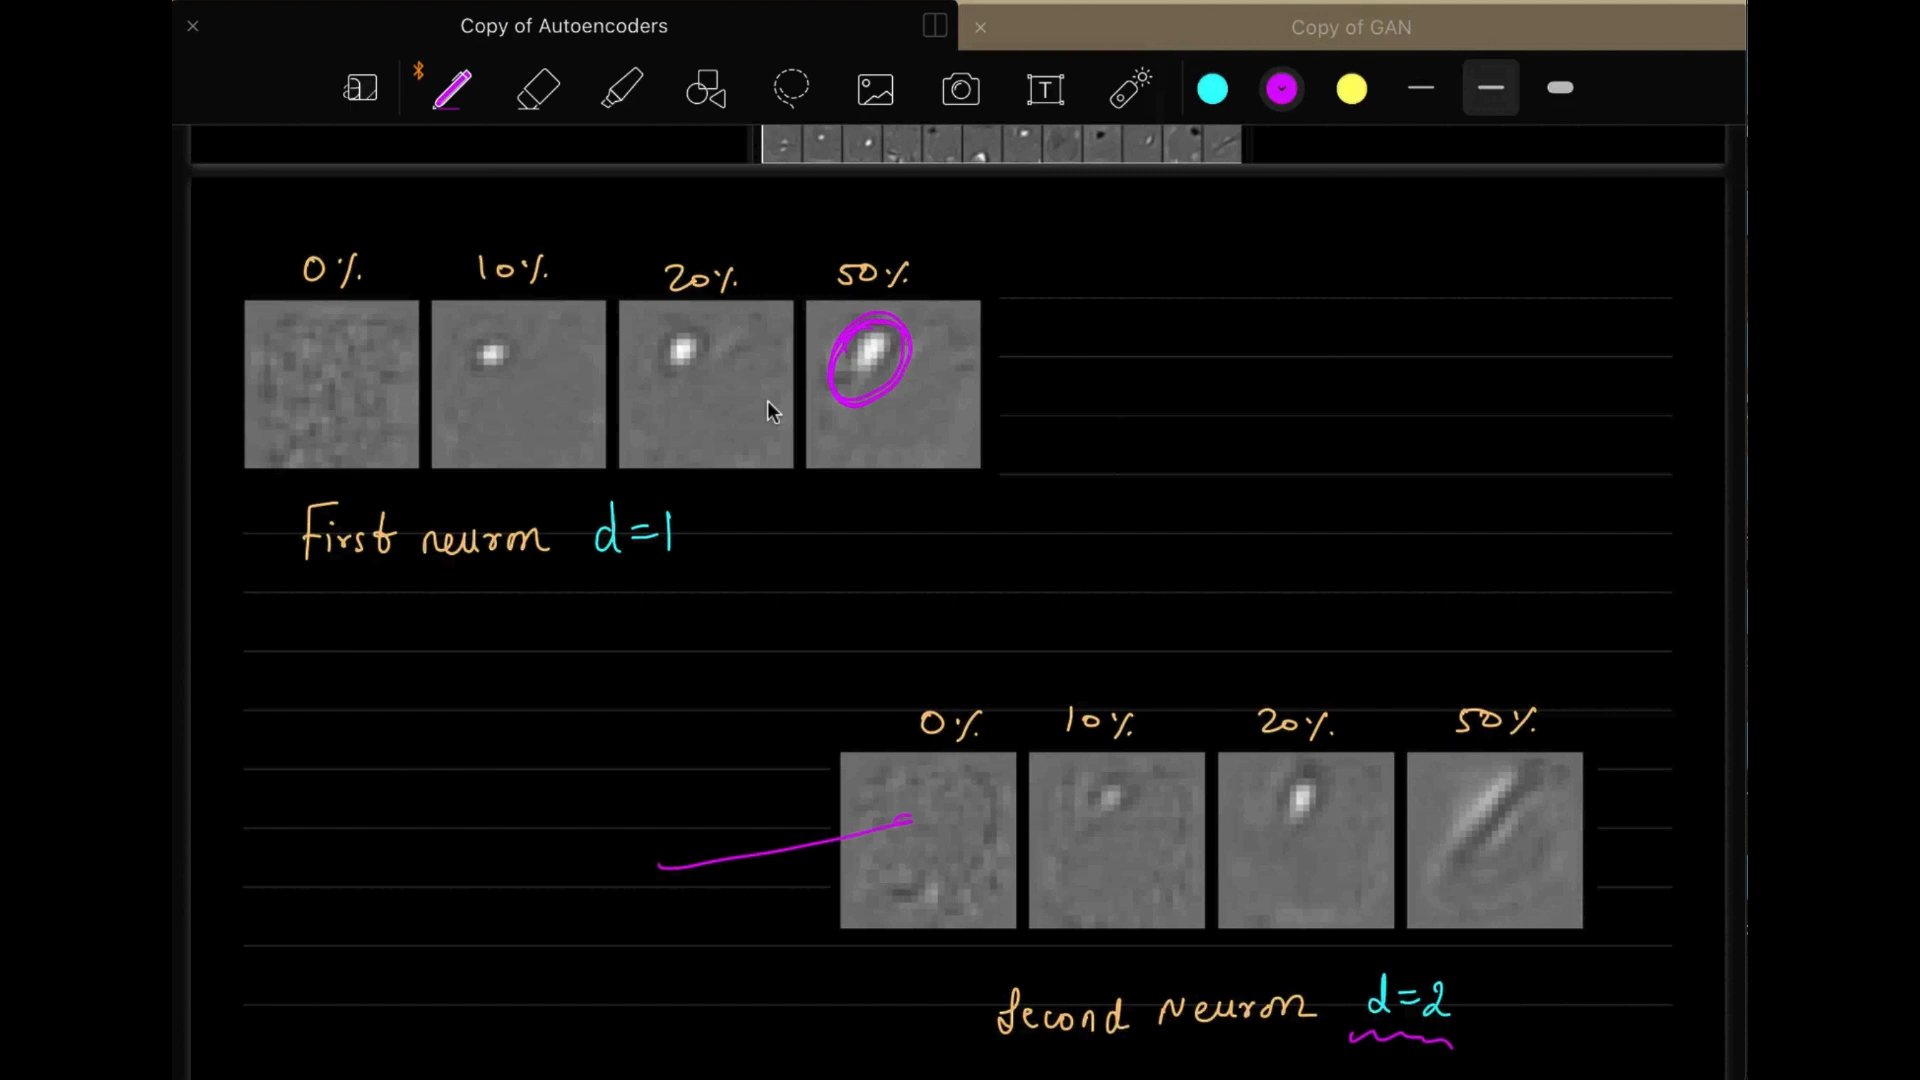 Copy of Autoencoders
Copy of GAN
T
0% 10% 20% 50%
First neuron d=1
0% 10% 20% 50%
Second Neuron d=2